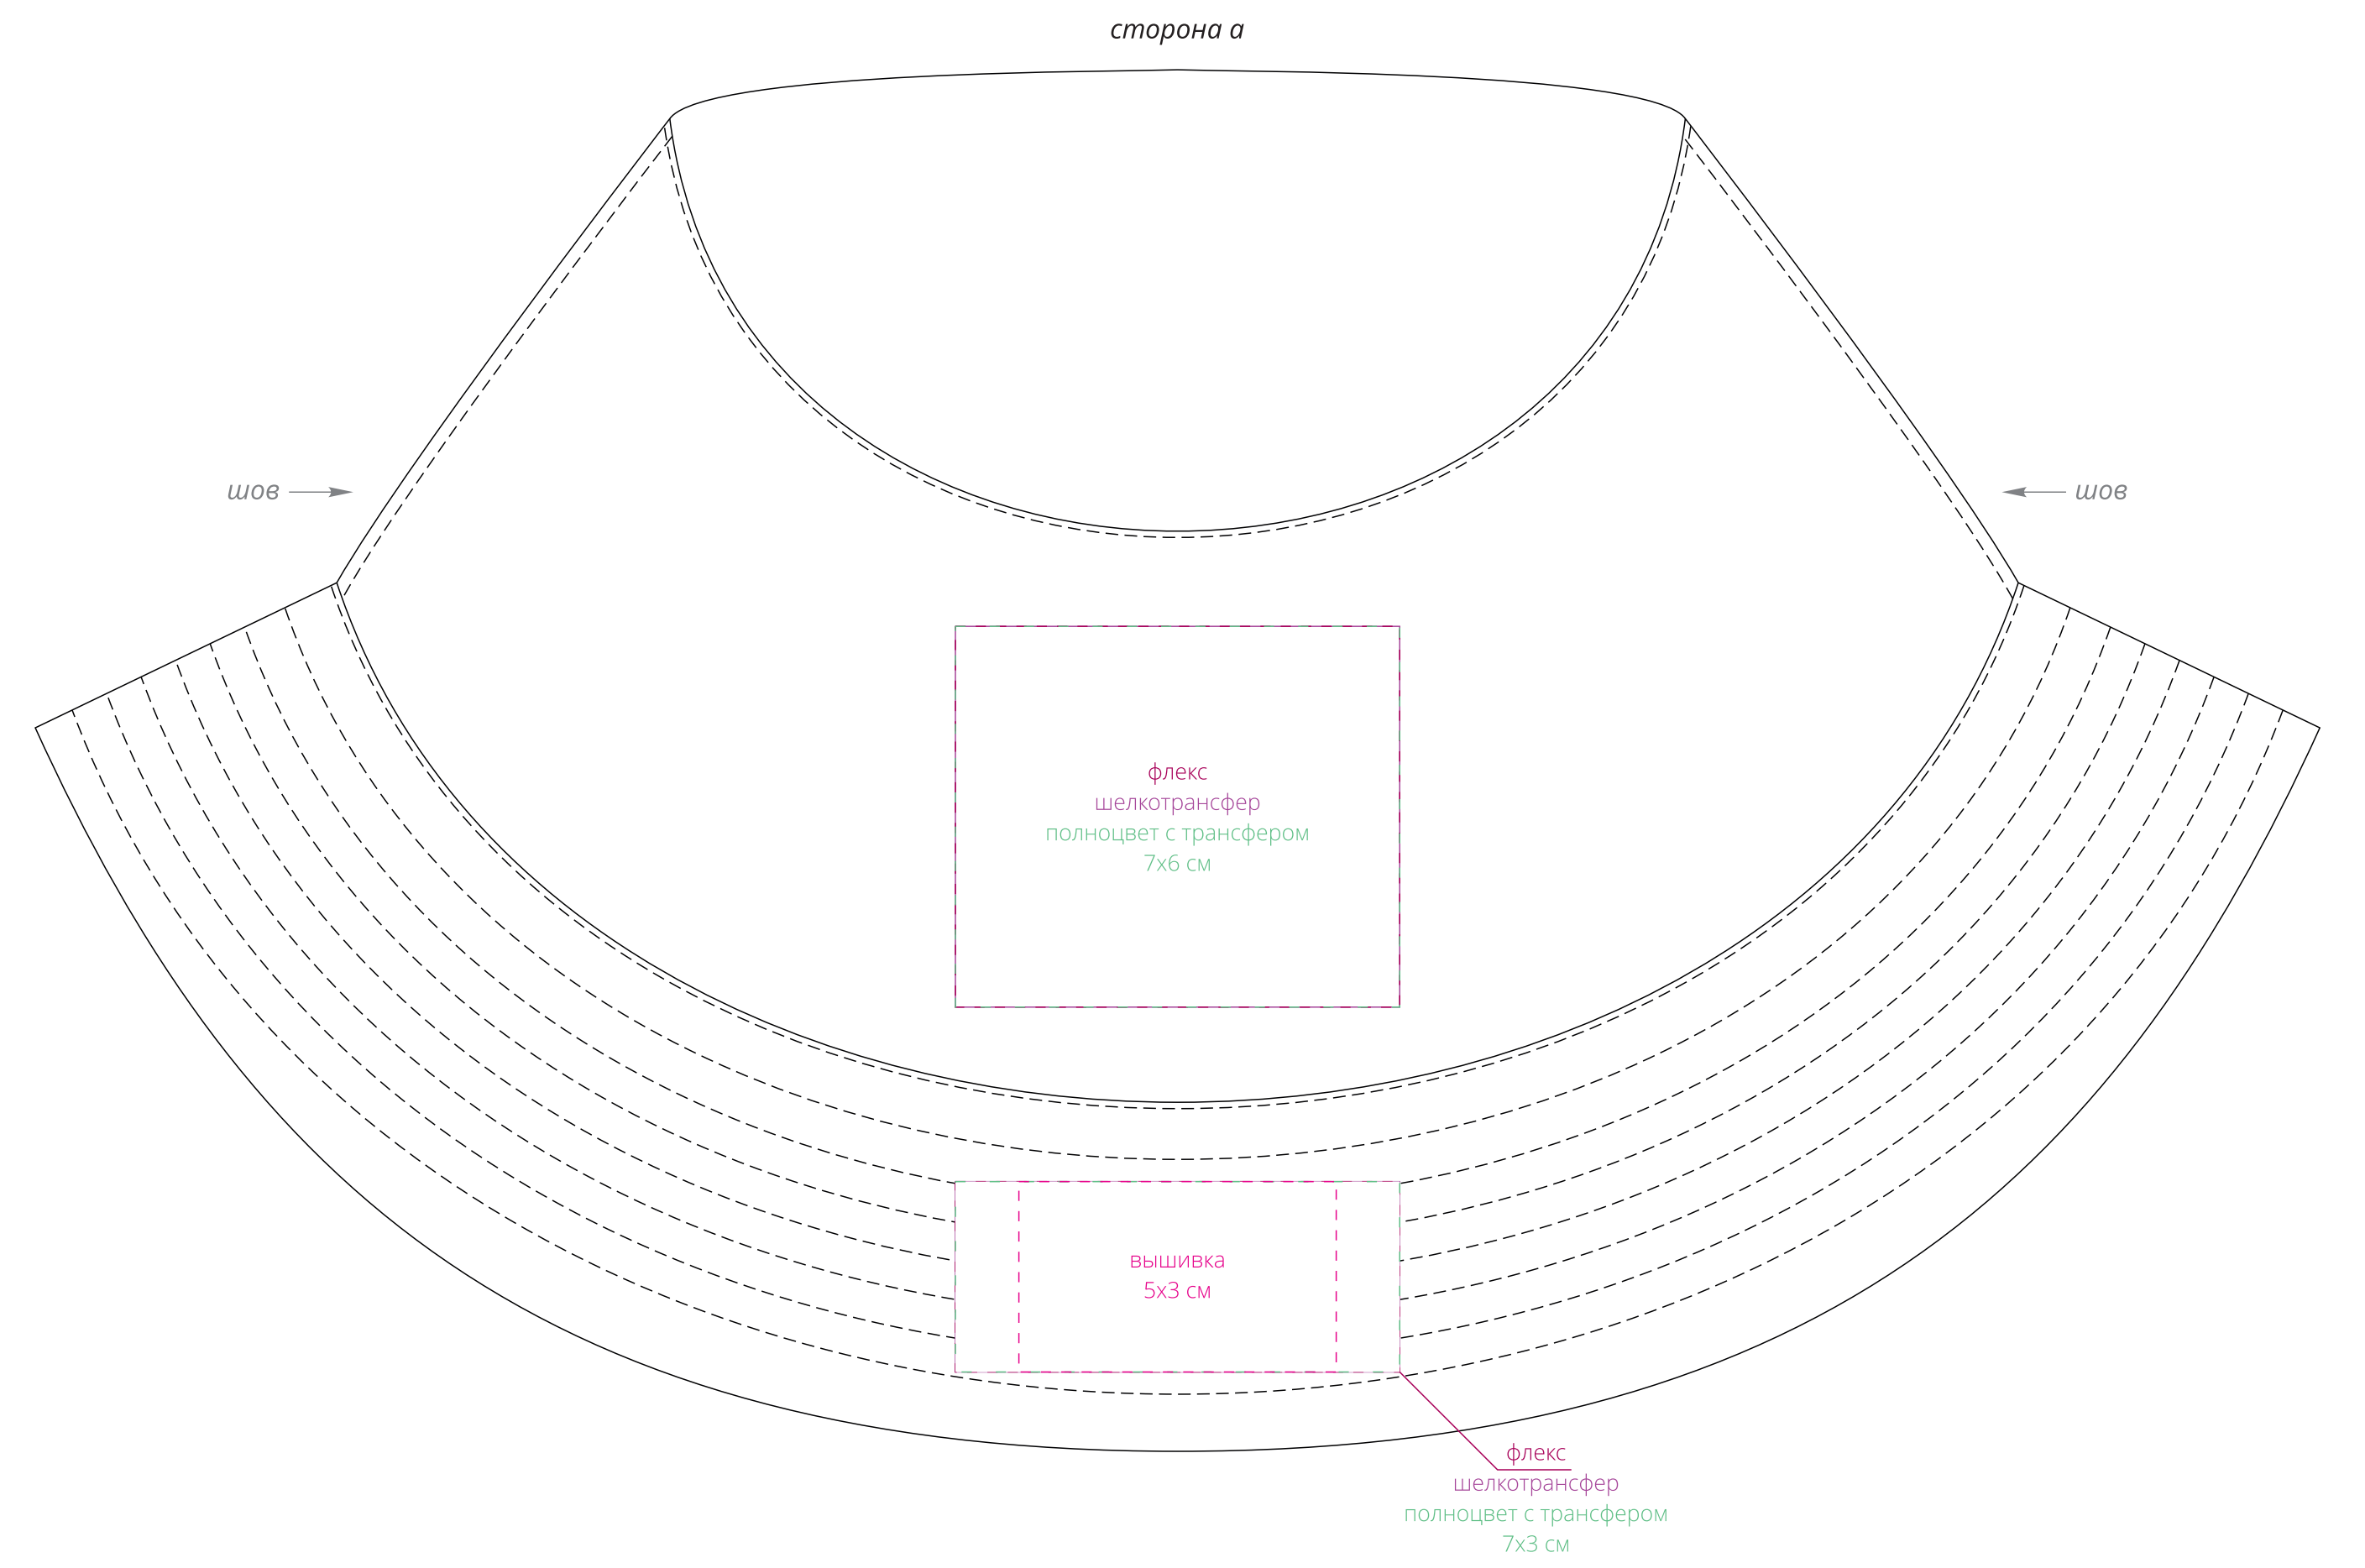 сторона а
шов
шов
флекс
шелкотрансфер
полноцвет с трансфером
7х6 см
вышивка
5х3 см
флекс
шелкотрансфер
полноцвет с трансфером
7х3 см